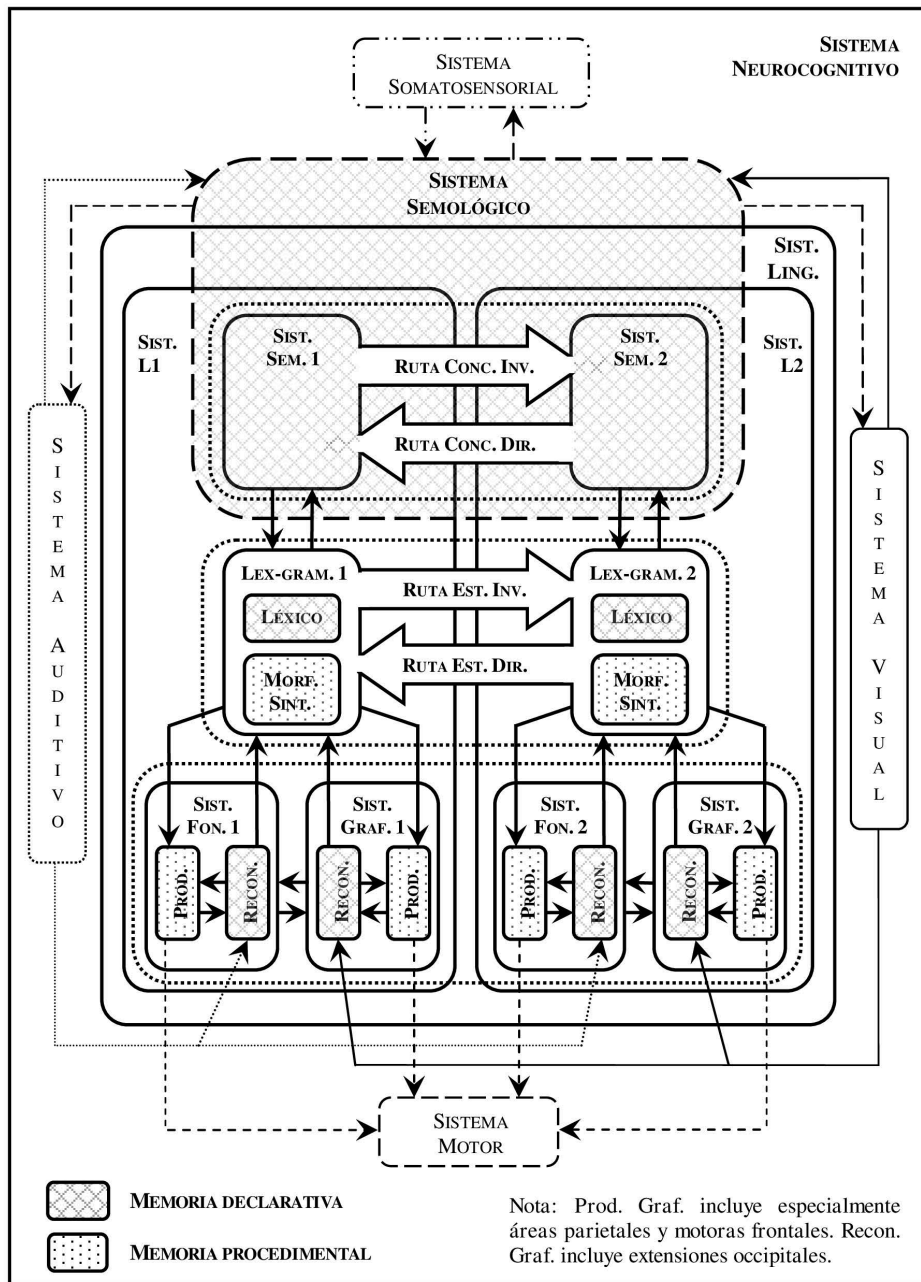 SISTEMA
NEUROCOGNITIVO
SISTEMA
SOMATOSENSORIAL
SISTEMA
SEMOLÓGICO
SIST.
LING.
SIST.
L1
SIST.
SEM. 1
RUTA CONC. INV.
RUTA CONC. DIR.
SIST.
SEM. 2
SIST.
L2
SISTEMA AUDITIVO
SISTEMA VISUAL
LEX-GRAM. 1
LÉXICO
MORF.
SINT.
RUTA EST. INV.
RUTA EST. DIR.
LEX-GRAM. 2
LÉXICO
MORF.
SINT.
SIST.
FON. 1
PROD.
RECON.
SIST.
GRAF. 1
RECON.
PROD.
SIST.
FON. 2
PROD.
RECON.
SIST.
GRAF. 2
RECON.
PROD.
SISTEMA
MOTOR
MEMORIA DECLARATIVA
MEMORIA PROCEDIMENTAL
Nota: Prod. Graf. incluye especialmente
áreas parietales y motoras frontales. Recon.
Graf. incluye extensiones occipitales.